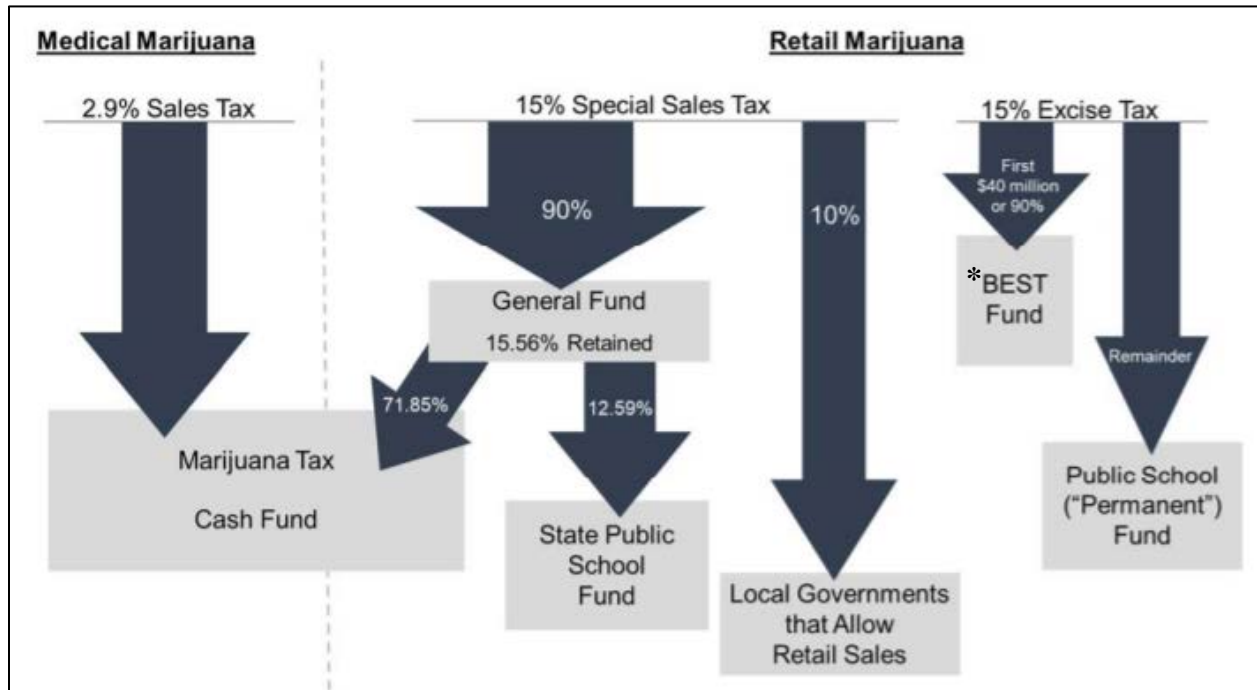 Medical Marijuana
Retail Marijuana
2.9% Sales Tax
15% Special Sales Tax
15% Excise Tax
First
$40 million
or 90%
90%
10%
*BEST
Fund
General Fund
15.56% Retained
Remainder
71.85%
12.59%
Marijuana Tax
Cash Fund
State Public
School
Fund
Public School
("Permanent")
Fund
Local Governments
that Allow
Retail Sales